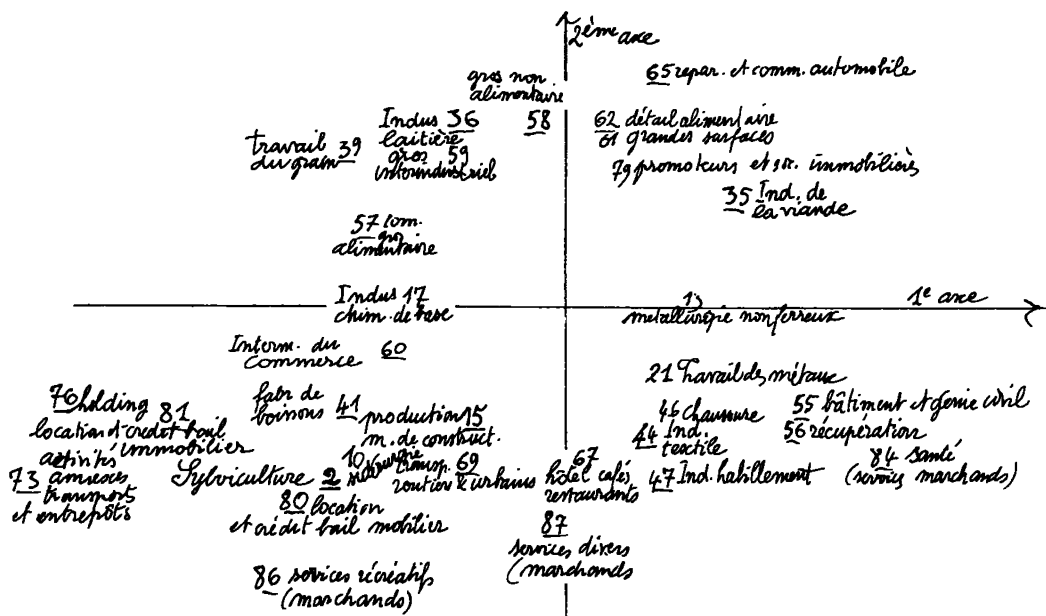 2ème axe
65 repar. et comm. automobile
gros non
alimentaire
58
Indus 36
laitière
gros 59
interindustriel
travail 39
du grain
62 détail alimentaire
61 grandes surfaces
79 promoteurs et soc. immobilières
35 Ind. de
la viande
57 com.
gros
alimentaire
Indus 17
chim. de base
13
metallurgie non ferreux
1e axe
Interm. du 60
Commerce
21 Travail des métaux
76 holding
81
location et credit bail
immobilier
fabr de
boissons 41
production 15
m. de construct.
46 chaussure
44 Ind.
textile
55 bâtiment et génie civil
56 récupération
activités
73 annexes
transports
et entrepôts
Sylviculture 2
10 siderurgie
transp. 69
routiers & urbains
67
hôtel cafés
restaurants
47 Ind. habillement
84 santé
(services marchands)
80 location
et crédit bail mobilier
87
services divers
(marchands
86 services récréatifs
(marchands)